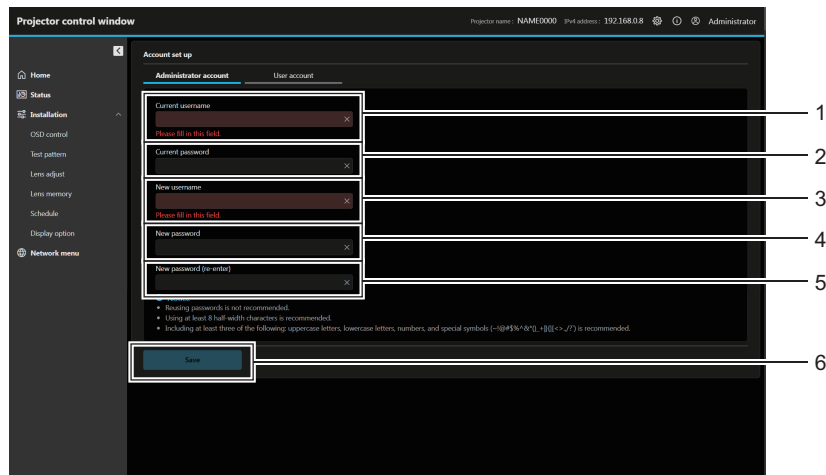 Projector control window
Projector name : NAME0000 IPv4 address : 192.168.0.8 Administrator
Account set up
Home
Administrator account User account
Status
Installation
Current username
1
Please fill in this field.
OSD control
Current password
2
Test pattern
Lens adjust
New username
3
Lens memory
Please fill in this field.
Schedule
New password
4
Display option
Network menu
New password (re-enter)
5
• Reusing passwords is not recommended.
• Using at least 8 half-width characters is recommended.
• Including at least three of the following: uppercase letters, lowercase letters, numbers, and special symbols
is recommended.
Save
6